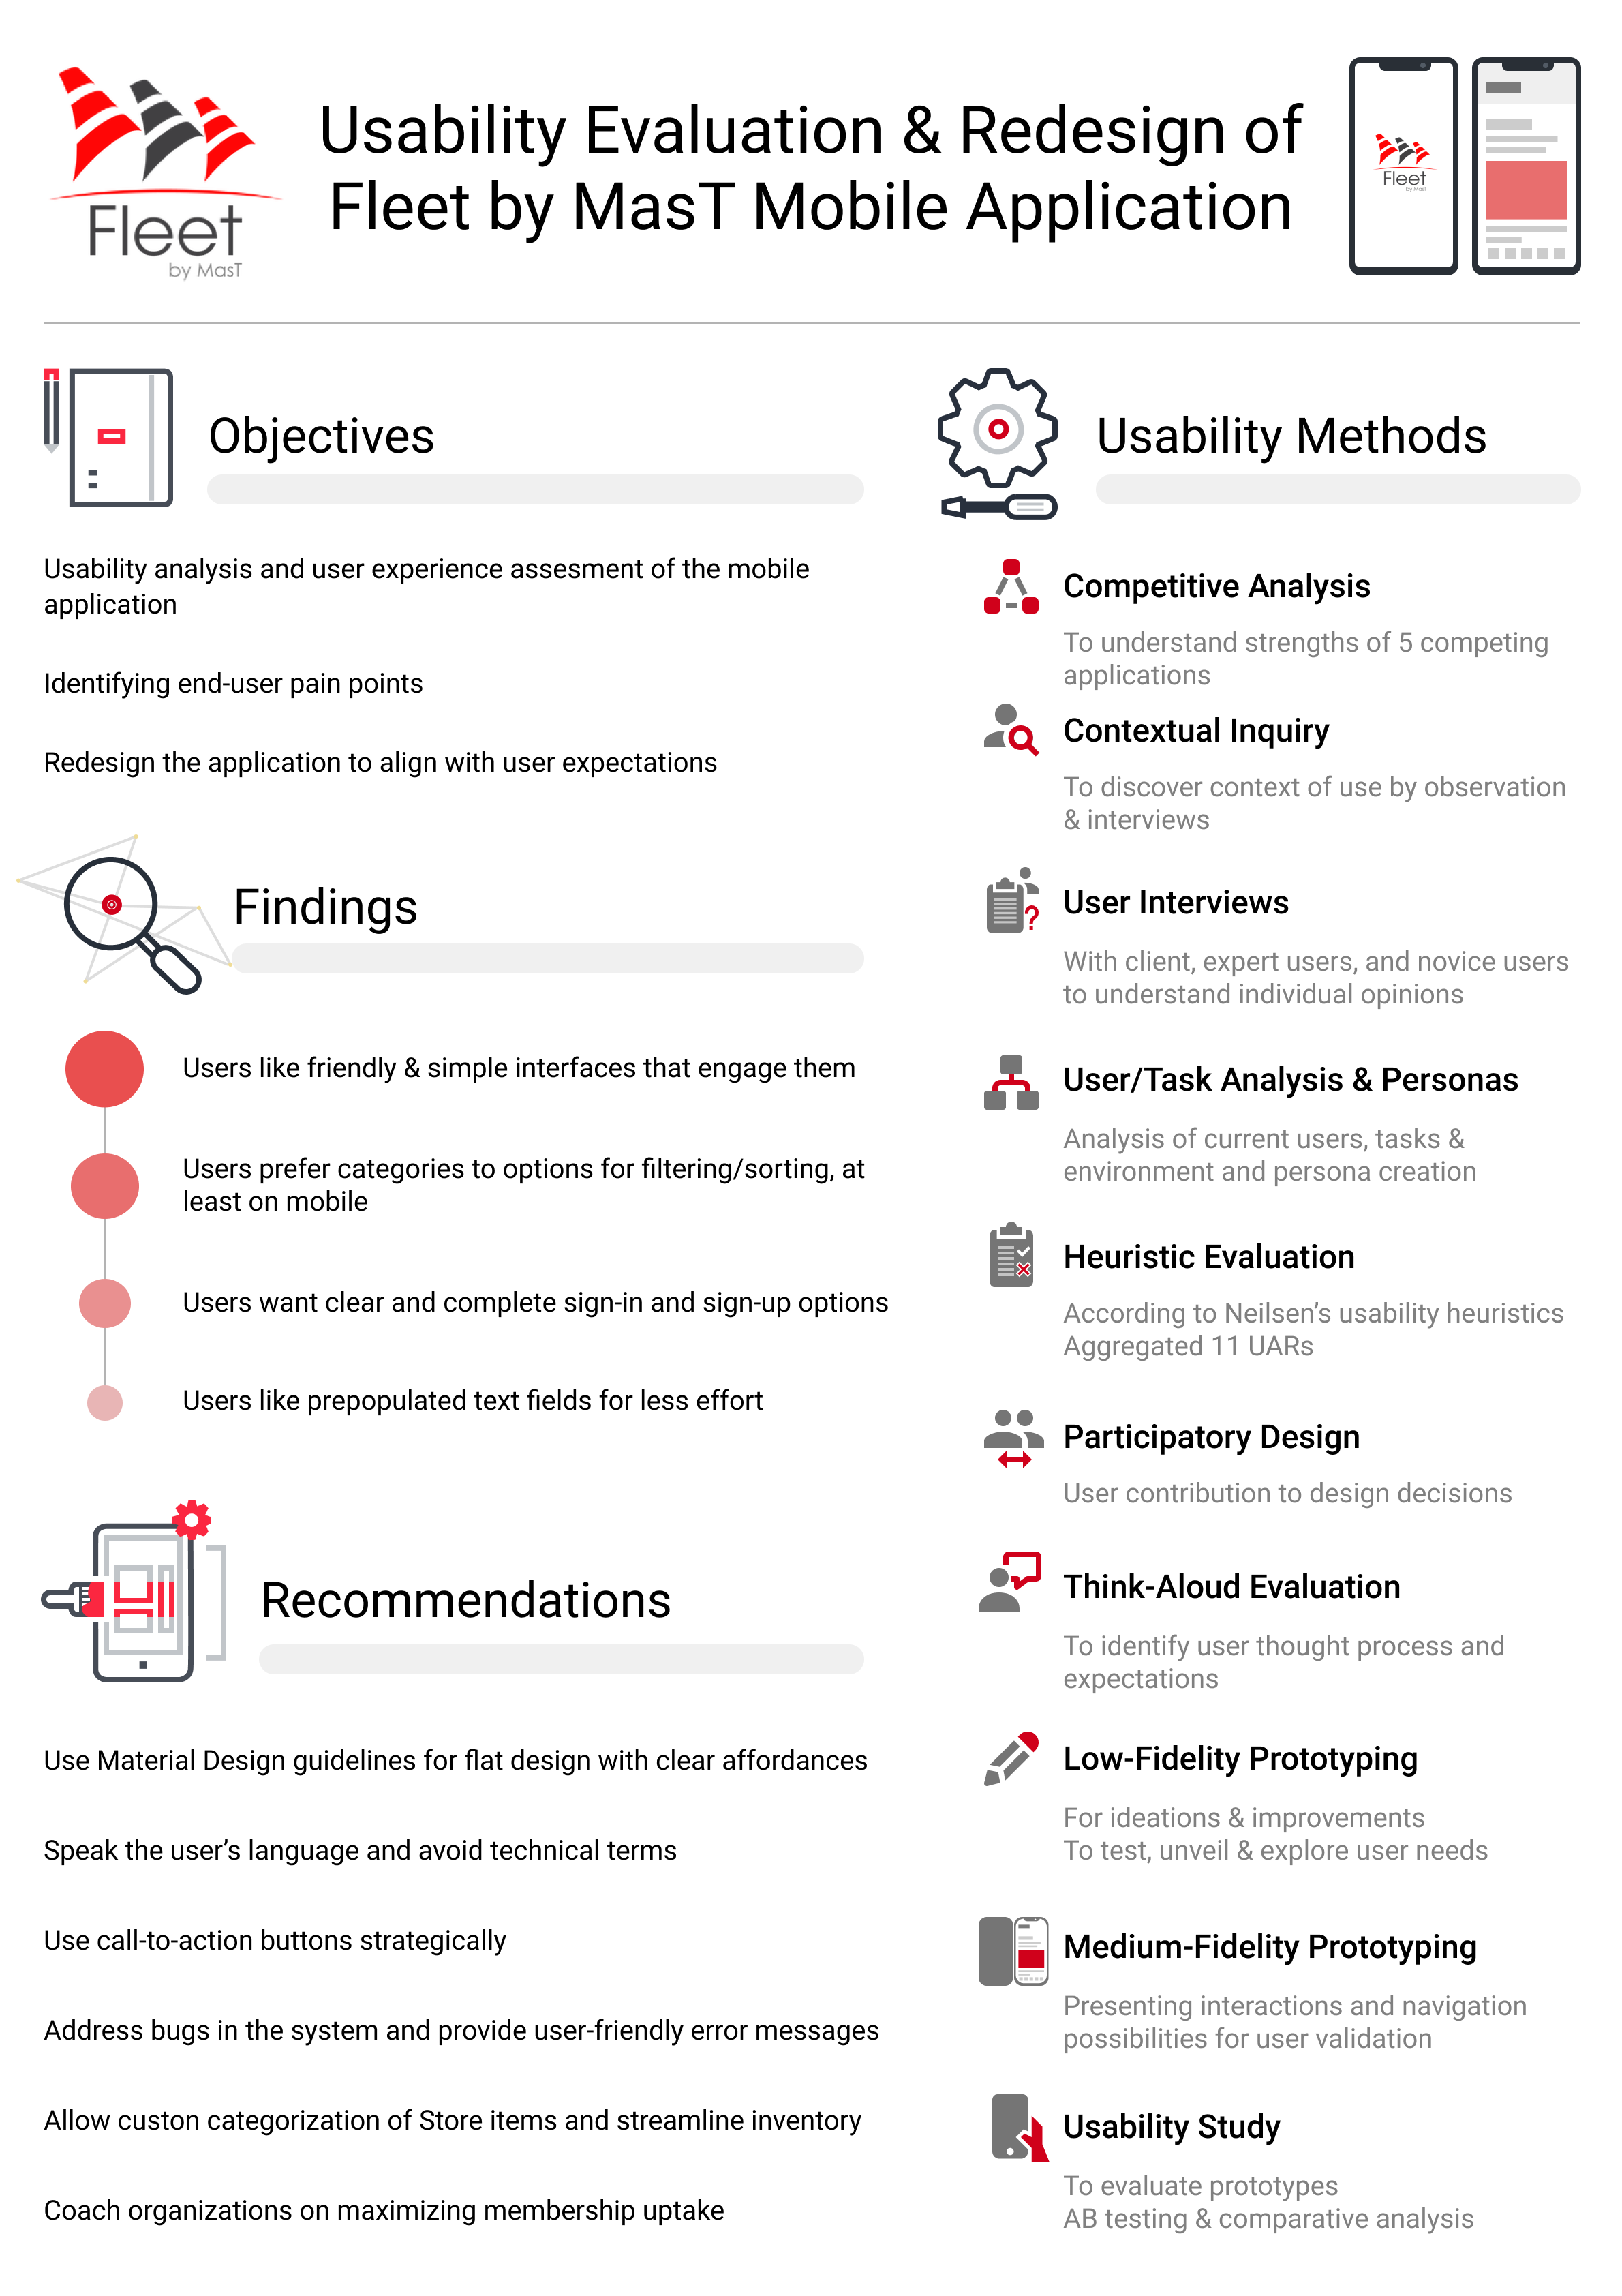 Fleet
by MasT
Usability Evaluation & Redesign of
Fleet by MasT Mobile Application
Fleet
by MasT
Objectives
Usability analysis and user experience assesment of the mobile
application
Identifying end-user pain points
Redesign the application to align with user expectations
Findings
Users like friendly & simple interfaces that engage them
Users prefer categories to options for filtering/sorting, at
least on mobile
Users want clear and complete sign-in and sign-up options
Users like prepopulated text fields for less effort
Recommendations
Use Material Design guidelines for flat design with clear affordances
Speak the user’s language and avoid technical terms
Use call-to-action buttons strategically
Address bugs in the system and provide user-friendly error messages
Allow custon categorization of Store items and streamline inventory
Coach organizations on maximizing membership uptake
Usability Methods
Competitive Analysis
To understand strengths of 5 competing
applications
Contextual Inquiry
To discover context of use by observation
& interviews
?
User Interviews
With client, expert users, and novice users
to understand individual opinions
User/Task Analysis & Personas
Analysis of current users, tasks &
environment and persona creation
Heuristic Evaluation
According to Neilsen’s usability heuristics
Aggregated 11 UARs
Participatory Design
User contribution to design decisions
Think-Aloud Evaluation
To identify user thought process and
expectations
Low-Fidelity Prototyping
For ideations & improvements
To test, unveil & explore user needs
Medium-Fidelity Prototyping
Presenting interactions and navigation
possibilities for user validation
Usability Study
To evaluate prototypes
AB testing & comparative analysis